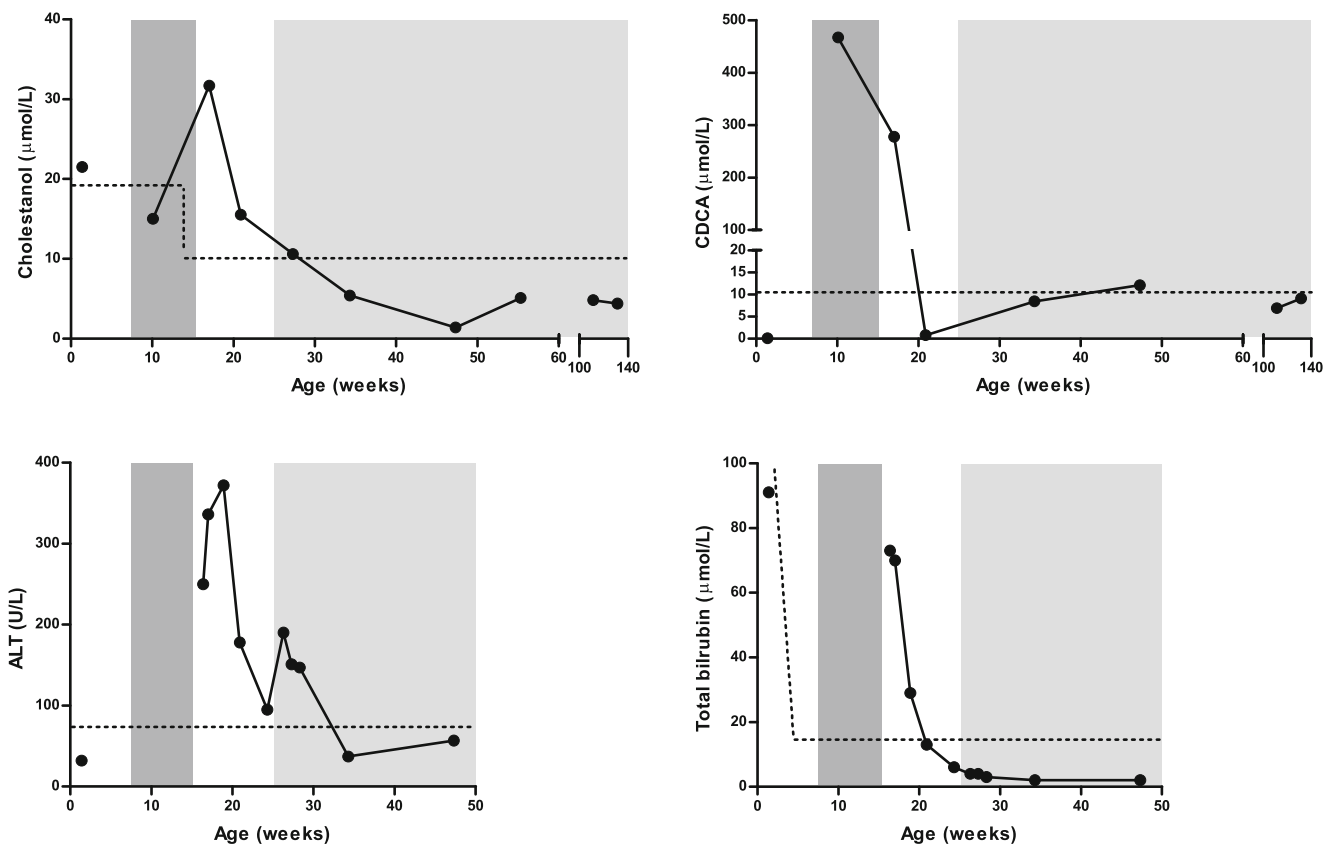 40
30
20
10
0
Cholestanol (μmol/L)
0 10 20 30 40 50 60 100 140
Age (weeks)
500
400
300
200
100
20
15
10
5
0
CDCA (μmol/L)
0 10 20 30 40 50 60 100 140
Age (weeks)
400
300
200
100
0
ALT (U/L)
0 10 20 30 40 50
Age (weeks)
100
80
60
40
20
0
Total bilrubin (μmol/L)
0 10 20 30 40 50
Age (weeks)